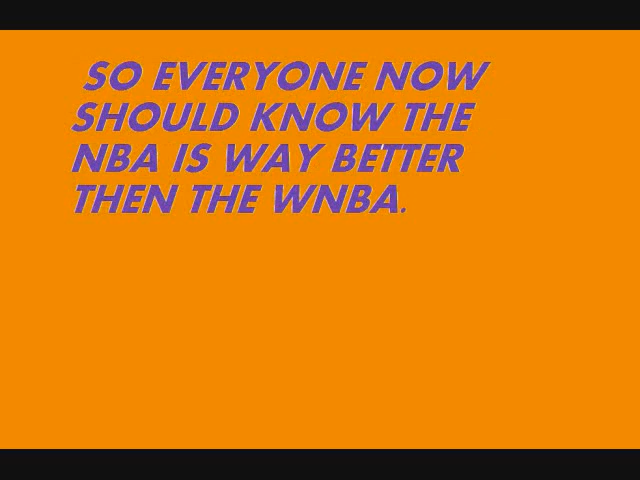 SO EVERYONE NOW
SHOULD KNOW THE
NBA IS WAY BETTER
THEN THE WNBA.